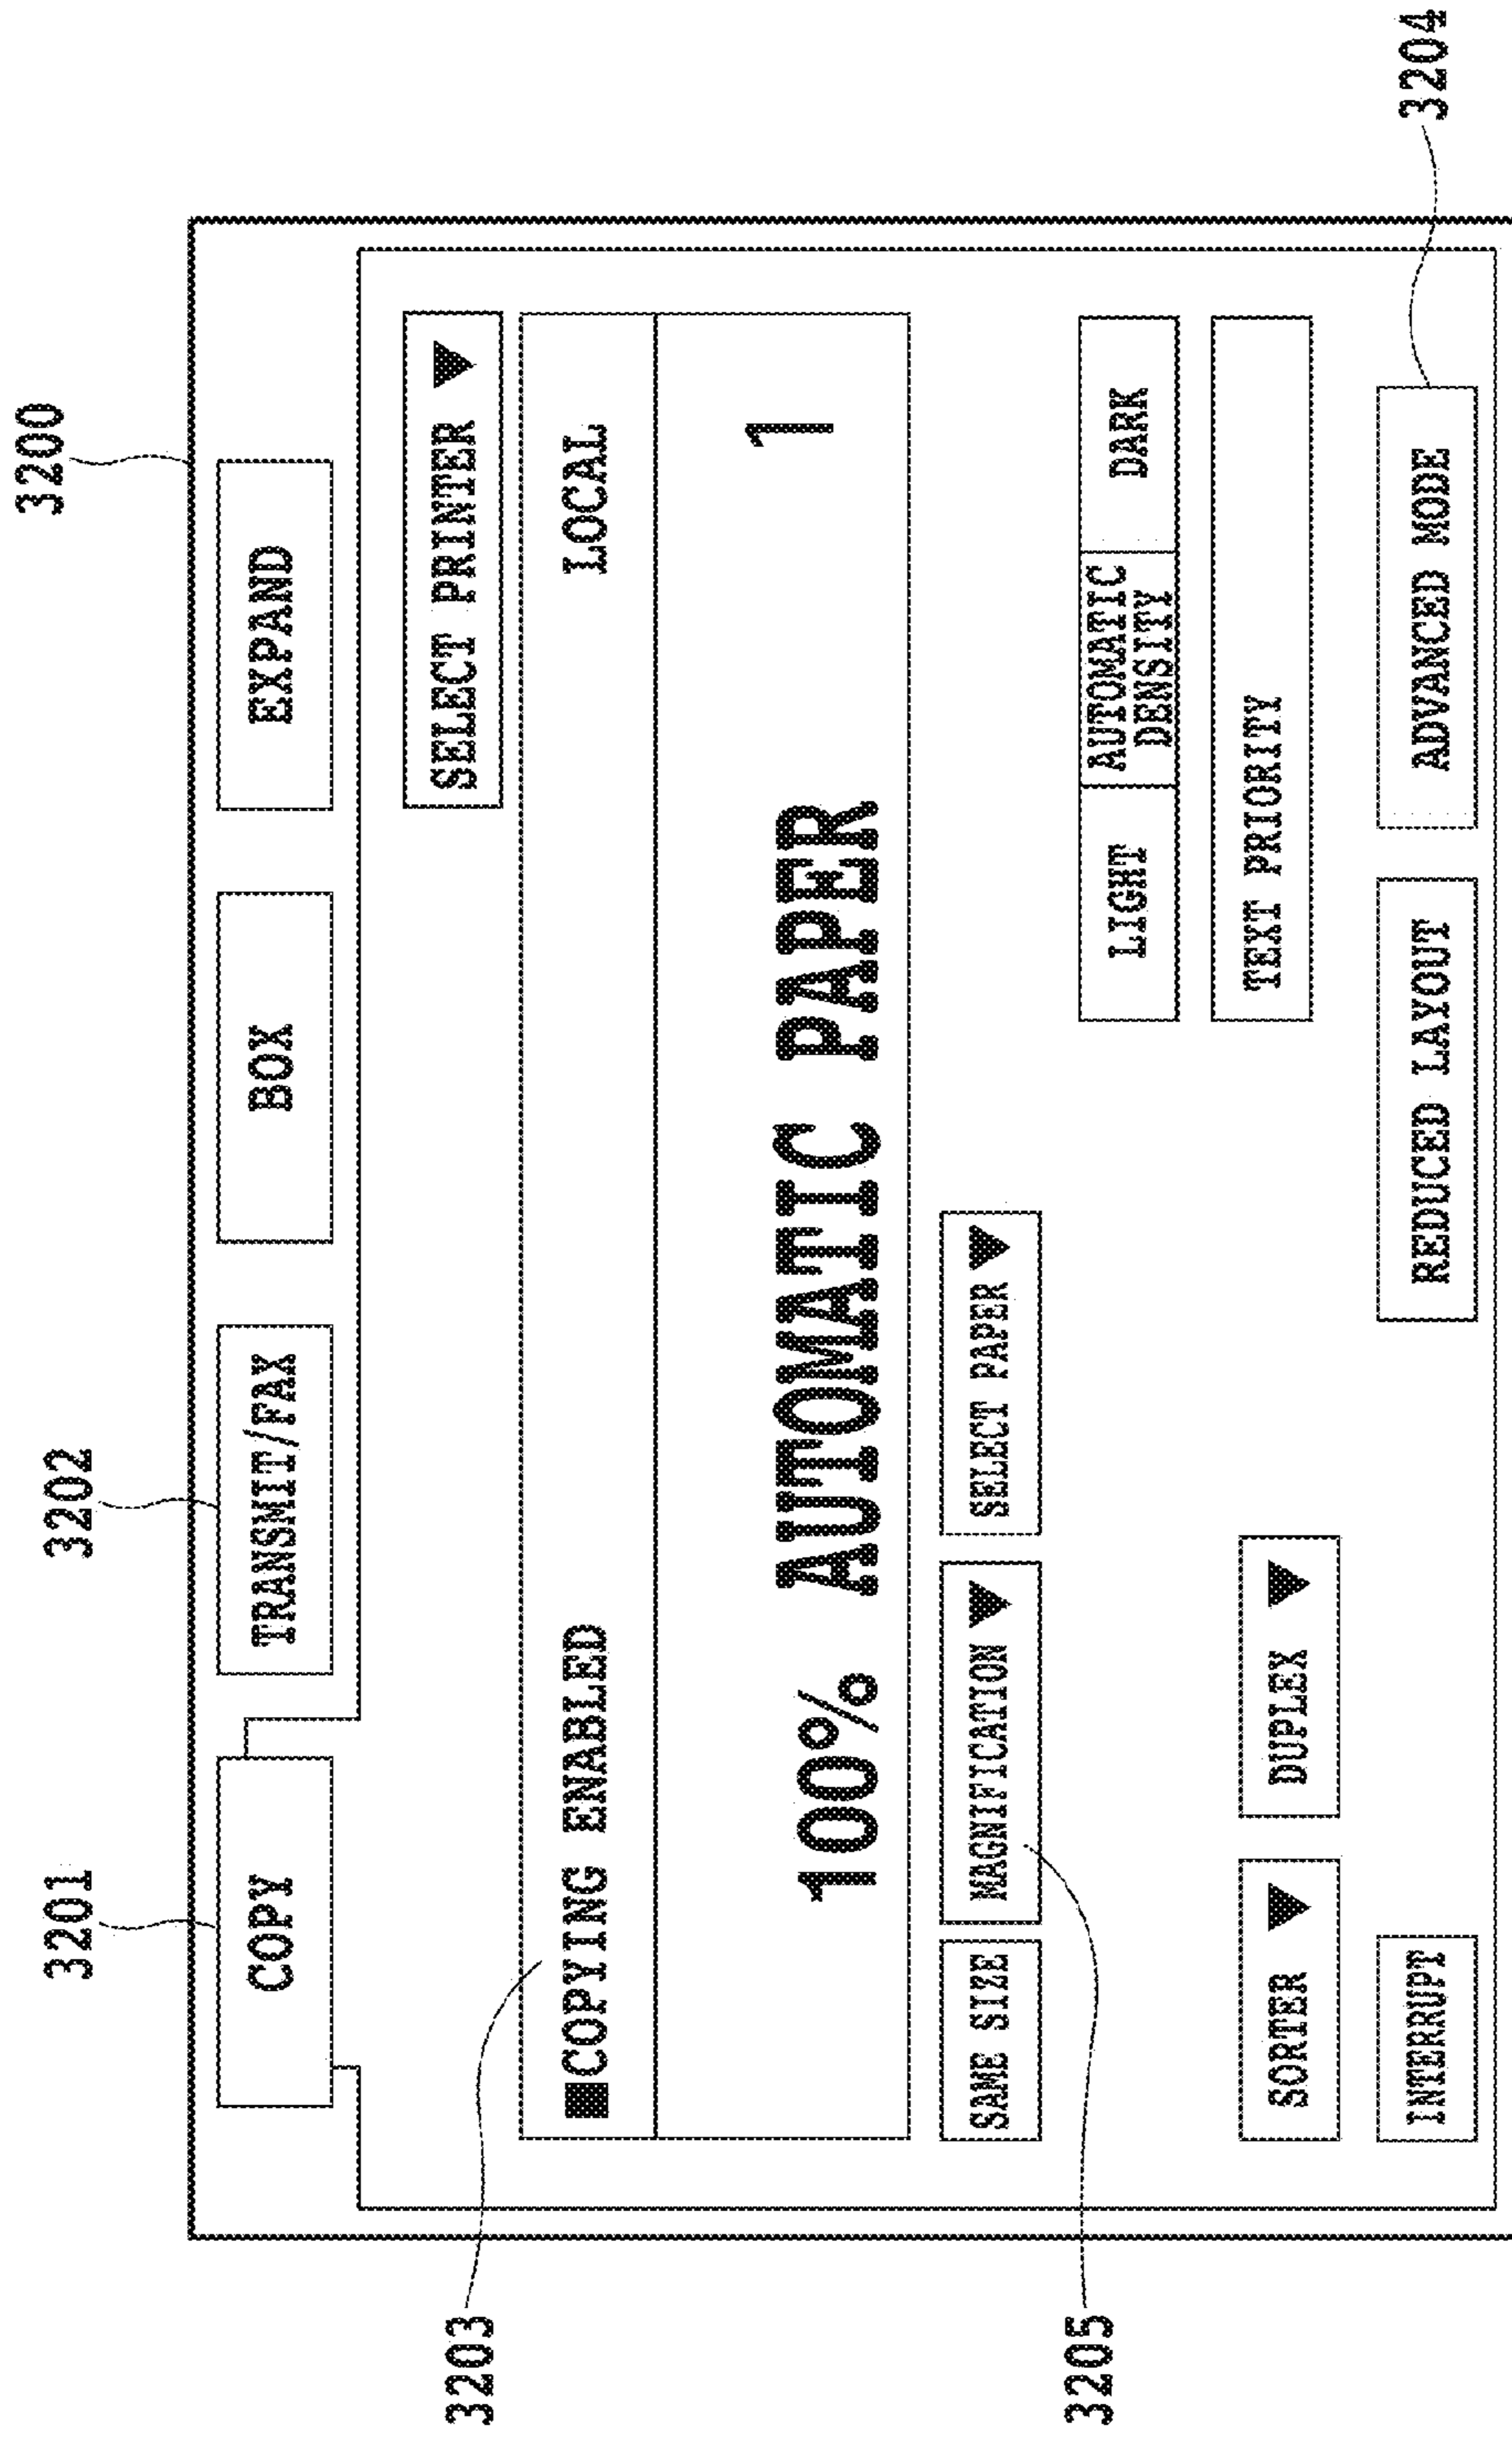 3200
3201
3202
COPY
TRANSMIT/FAX
BOX
EXPAND
SELECT PRINTER ▼
3203
■COPYING ENABLED
LOCAL
100% AUTOMATIC PAPER
1
SAME SIZE
MAGNIFICATION ▼
SELECT PAPER ▼
3205
LIGHT
AUTOMATIC
DENSITY
DARK
SORTER ▼
DUPLEX ▼
TEXT PRIORITY
INTERRUPT
REDUCED LAYOUT
ADVANCED MODE
3204